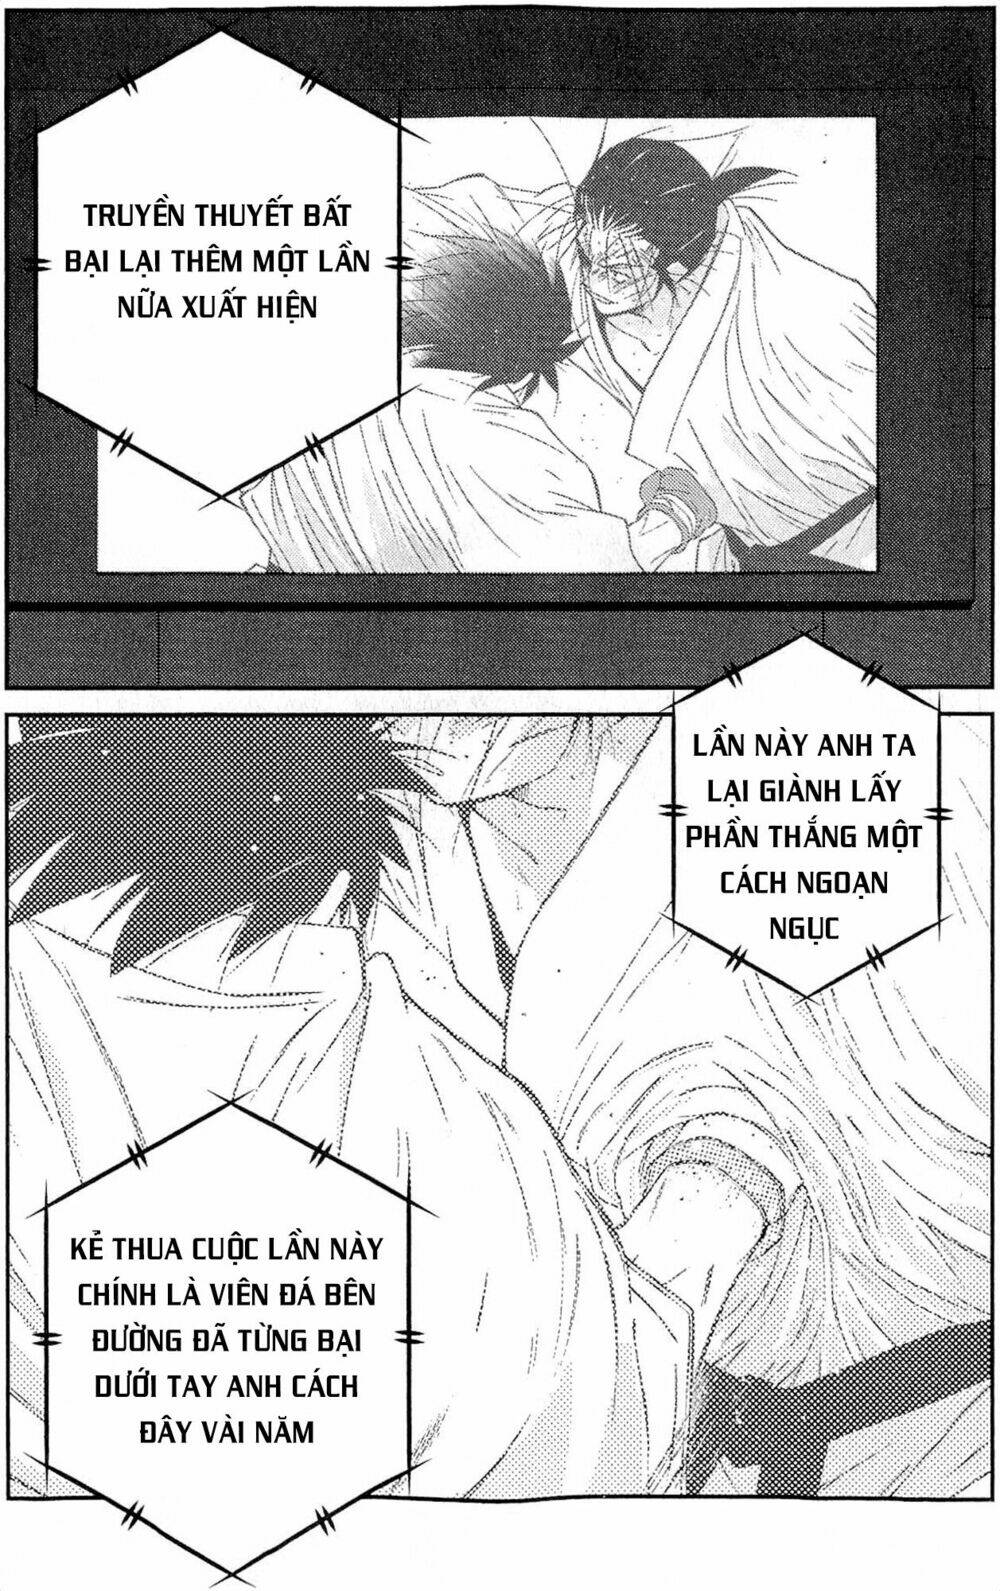 TRUYỀN THUYẾT BẤT
BẠI LẠI THÊM MỘT LẦN
NỮA XUẤT HIỆN
LẦN NÀY ANH TA
LẠI GIÀNH LẤY
PHẦN THẮNG MỘT
CÁCH NGOẠN
NGỤC
KẺ THUA CUỘC LẦN NÀY
CHÍNH LÀ VIÊN ĐÁ BÊN
ĐƯỜNG ĐÃ TỪNG BẠI
DƯỚI TAY ANH CÁCH
ĐÂY VÀI NĂM